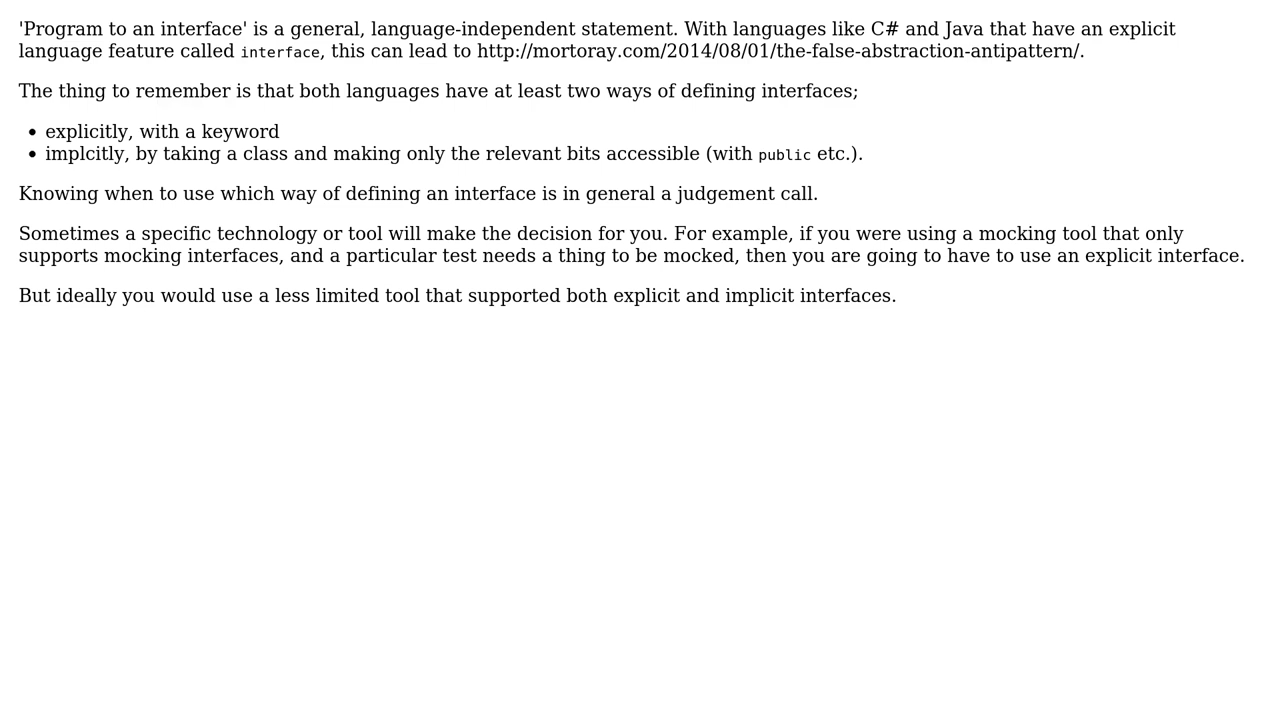 'Program to an interface' is a general, language-independent statement. With languages like C# and Java that have an explicit
language feature called interface, this can lead to http://mortoray.com/2014/08/01/the-false-abstraction-antipattern/.
The thing to remember is that both languages have at least two ways of defining interfaces;
• explicitly, with a keyword
• implcitly, by taking a class and making only the relevant bits accessible (with public etc.).
Knowing when to use which way of defining an interface is in general a judgement call.
Sometimes a specific technology or tool will make the decision for you. For example, if you were using a mocking tool that only
supports mocking interfaces, and a particular test needs a thing to be mocked, then you are going to have to use an explicit interface.
But ideally you would use a less limited tool that supported both explicit and implicit interfaces.